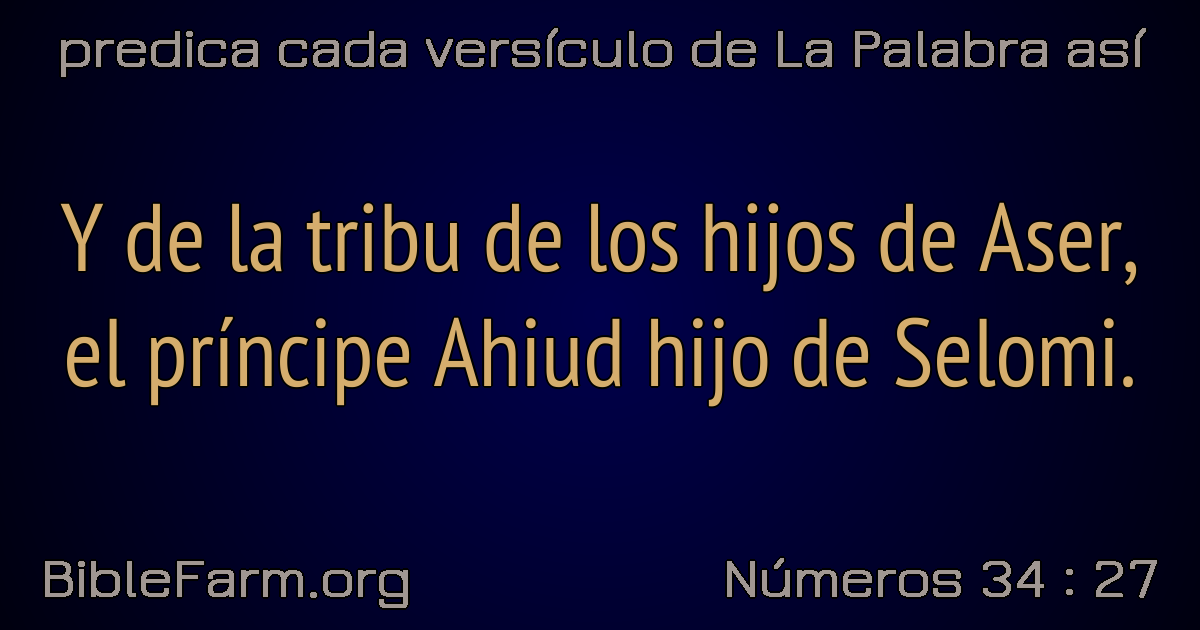 predica cada versículo de La Palabra así
Y de la tribu de los hijos de Aser,
el príncipe Ahiud hijo de Selomi.
BibleFarm.org
Números 34 : 27